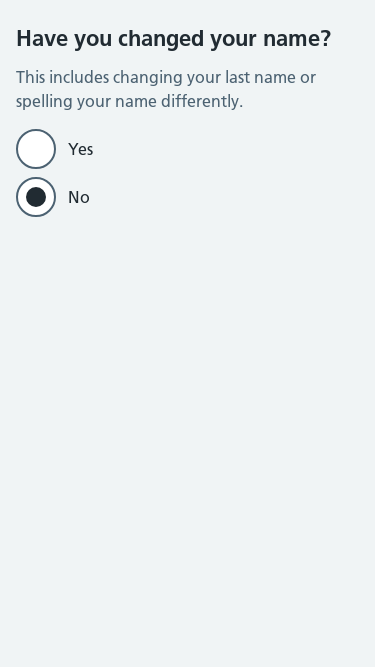 Have you changed your name?
This includes changing your last name or
spelling your name differently.
Yes
No